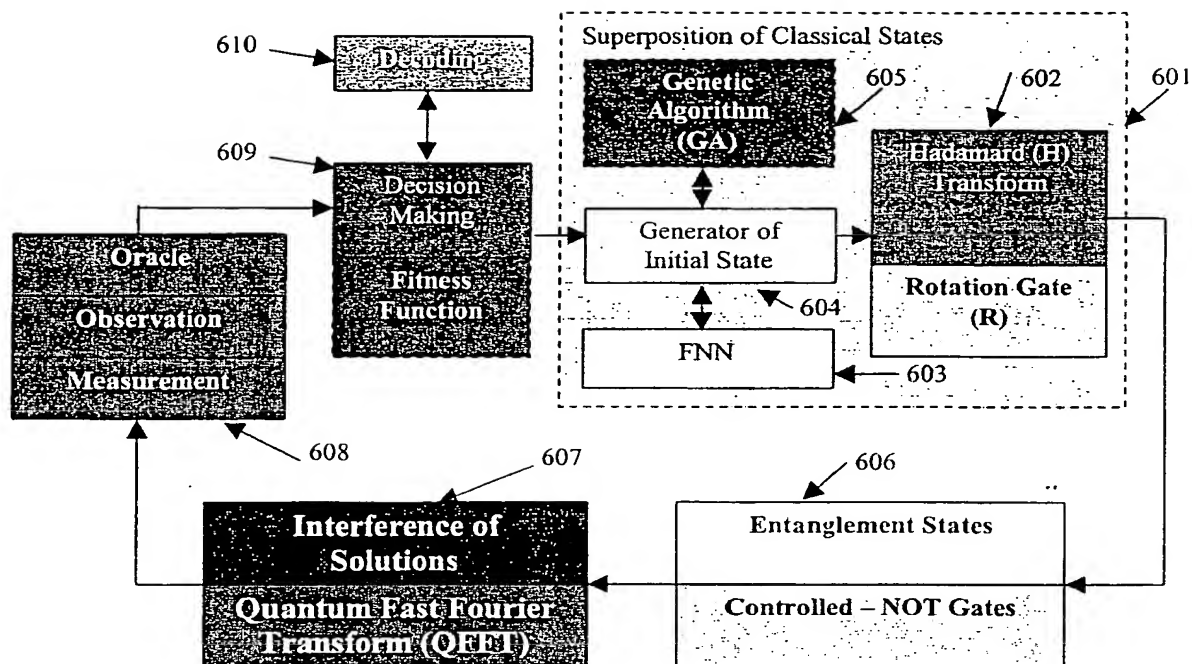 610
Decoding
Superposition of Classical States
Genetic
Algorithm
(GA)
605
602
601
609
Decision
Making
Fitness
Function
Generator of
Initial State
604
Hadamard (H)
Transform
Rotation Gate
(R)
FNN
603
Oracle
Observation
Measurement
608
607
606
Interference of
Solutions
Quantum Fast Fourier
Transform (QFFT)
Entanglement States
Controlled – NOT Gates